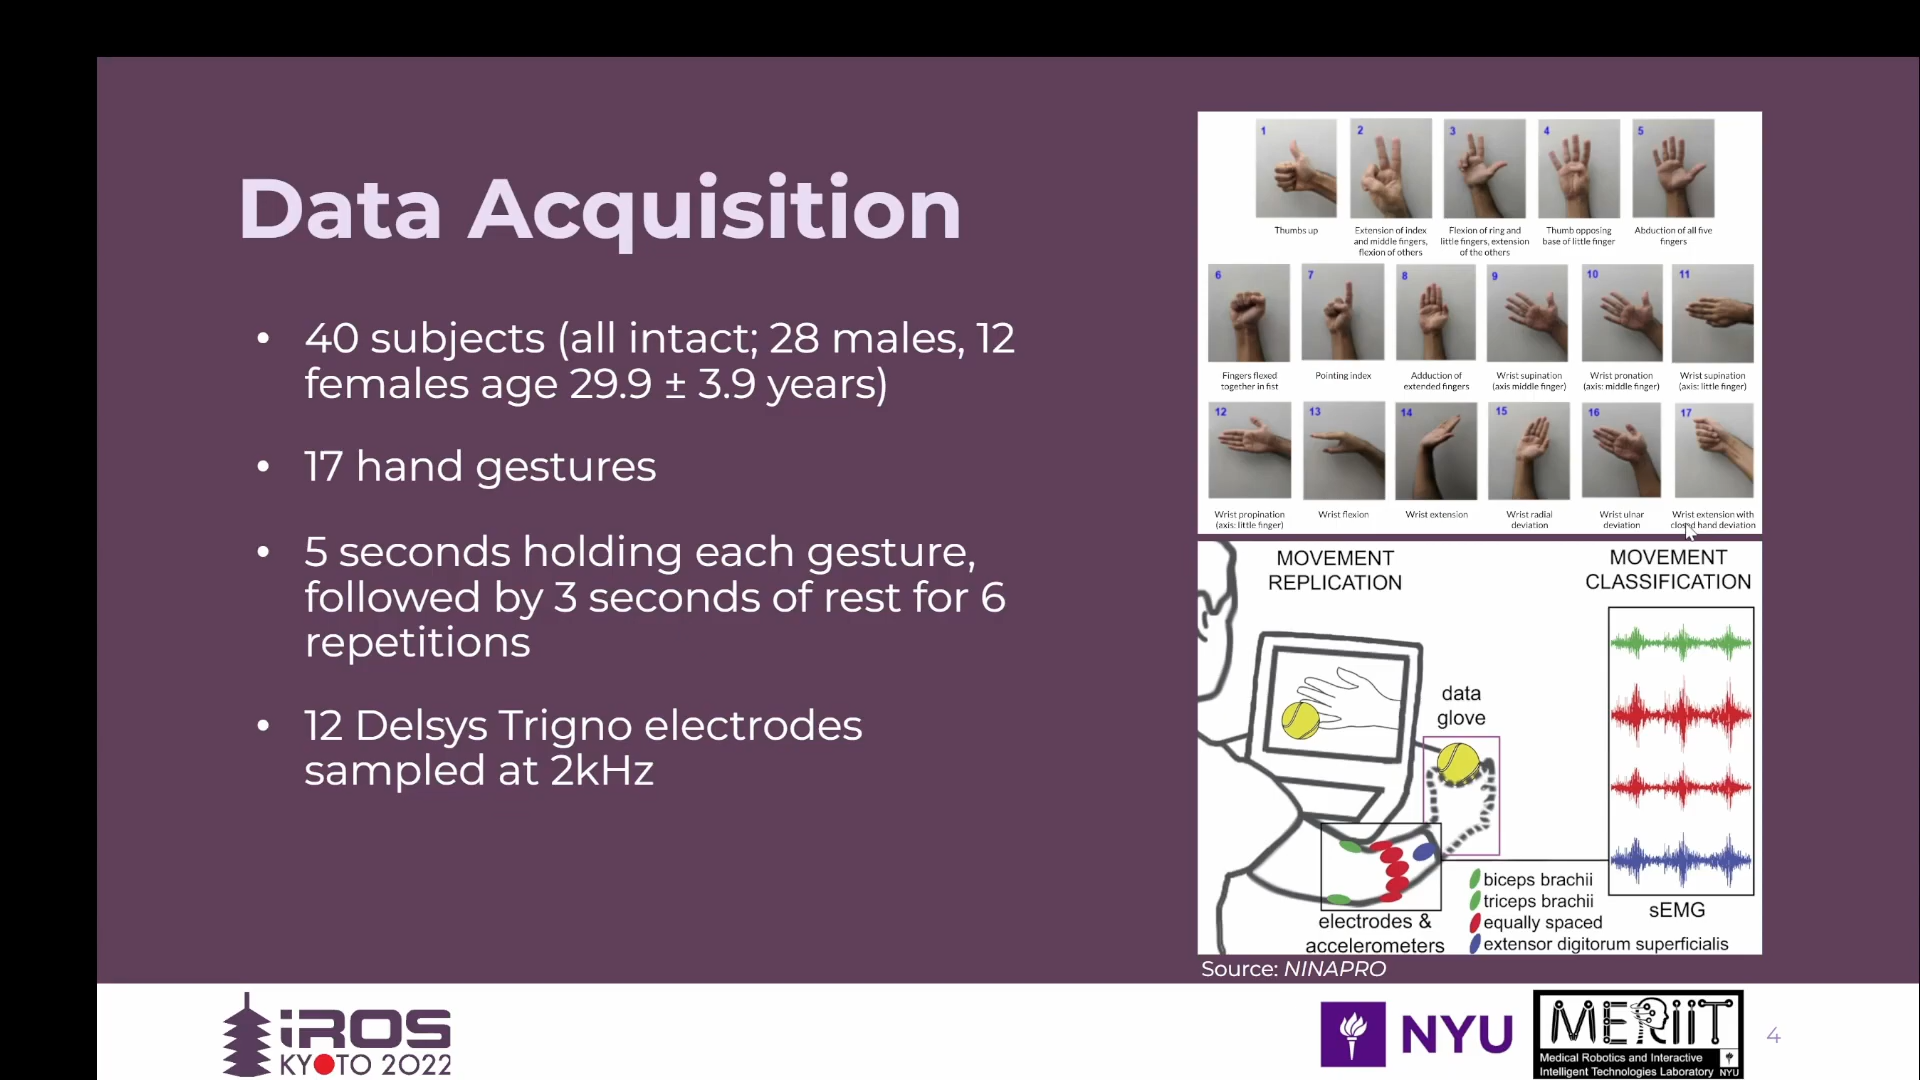 Data Acquisition
• 40 subjects (all intact; 28 males, 12
females age 29.9 ± 3.9 years)
• 17 hand gestures
• 5 seconds holding each gesture,
followed by 3 seconds of rest for 6
repetitions
• 12 Delsys Trigno electrodes
sampled at 2kHz
1 2 3 4 5
Thumbs up
Extension of index
and middle fingers,
flexion of others
Flexion of ring and
little fingers, extension
of the others
Thumb opposing
base of little finger
Abduction of all five
fingers
6 7 8 9 10 11
Fingers flexed
together in fist
Pointing index
Adduction of
extended fingers
Wrist supination
(axis middle finger)
Wrist pronation
(axis: middle finger)
Wrist supination
(axis: little finger)
12 13 14 15 16 17
Wrist propination
(axis: little finger)
Wrist flexion
Wrist extension
Wrist radial
deviation
Wrist ulnar
deviation
Wrist extension with
closed hand deviation
MOVEMENT
REPLICATION
MOVEMENT
CLASSIFICATION
data
glove
electrodes &
accelerometers
biceps brachii
triceps brachii
equally spaced
extensor digitorum superficialis
sEMG
Source: NINAPRO
iROS
KYOTO 2022
NYU
MERIIT
Medical Robotics and Interactive
Intelligent Technologies Laboratory
NYU
4